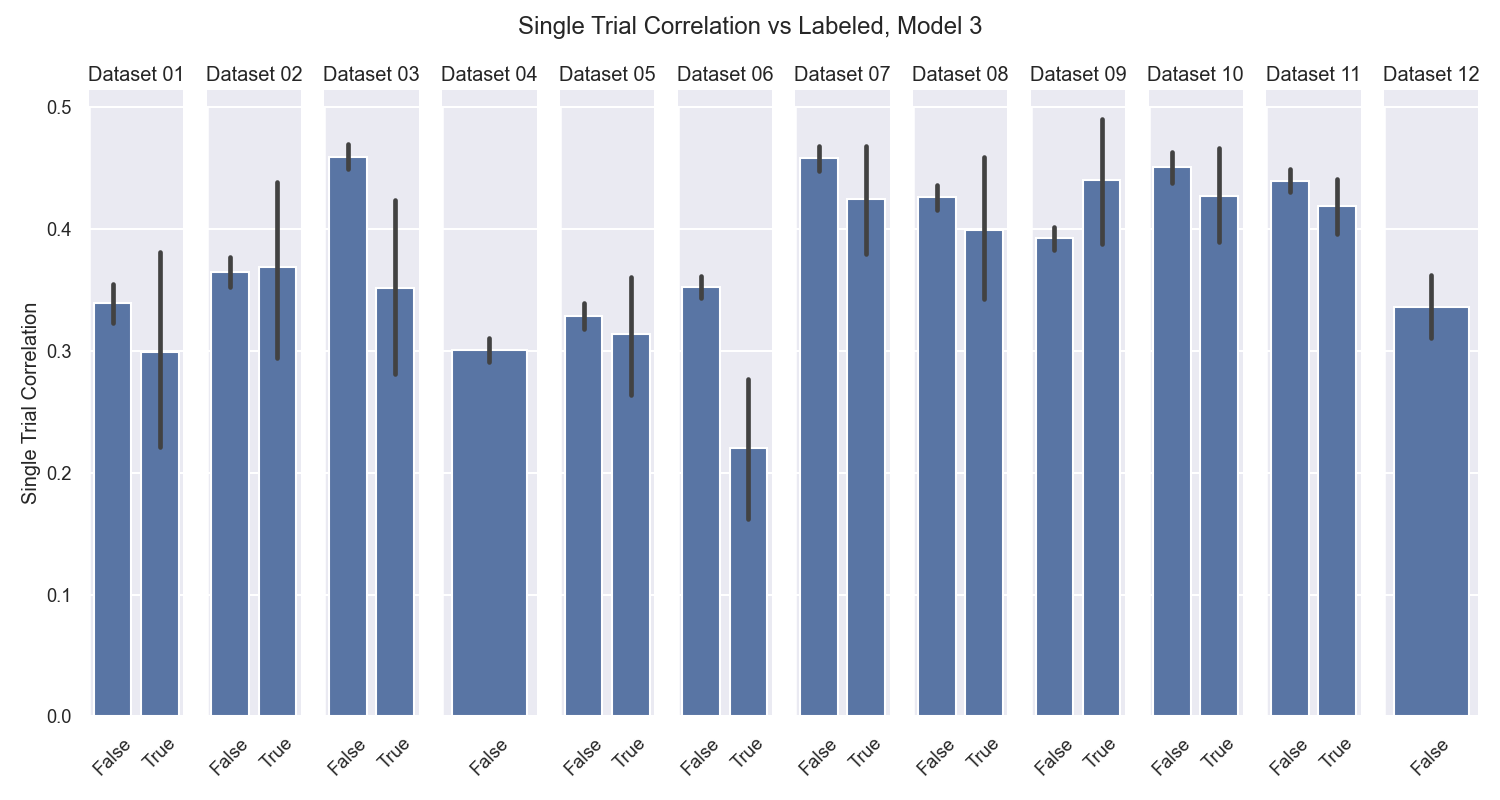 Single Trial Correlation vs Labeled, Model 3
Dataset 01 Dataset 02 Dataset 03 Dataset 04 Dataset 05 Dataset 06 Dataset 07 Dataset 08 Dataset 09 Dataset 10 Dataset 11 Dataset 12
0.5
0.4
0.3
0.2
0.1
0.0
Single Trial Correlation
False True False True False True False False True False True False True False True False True False True False True False